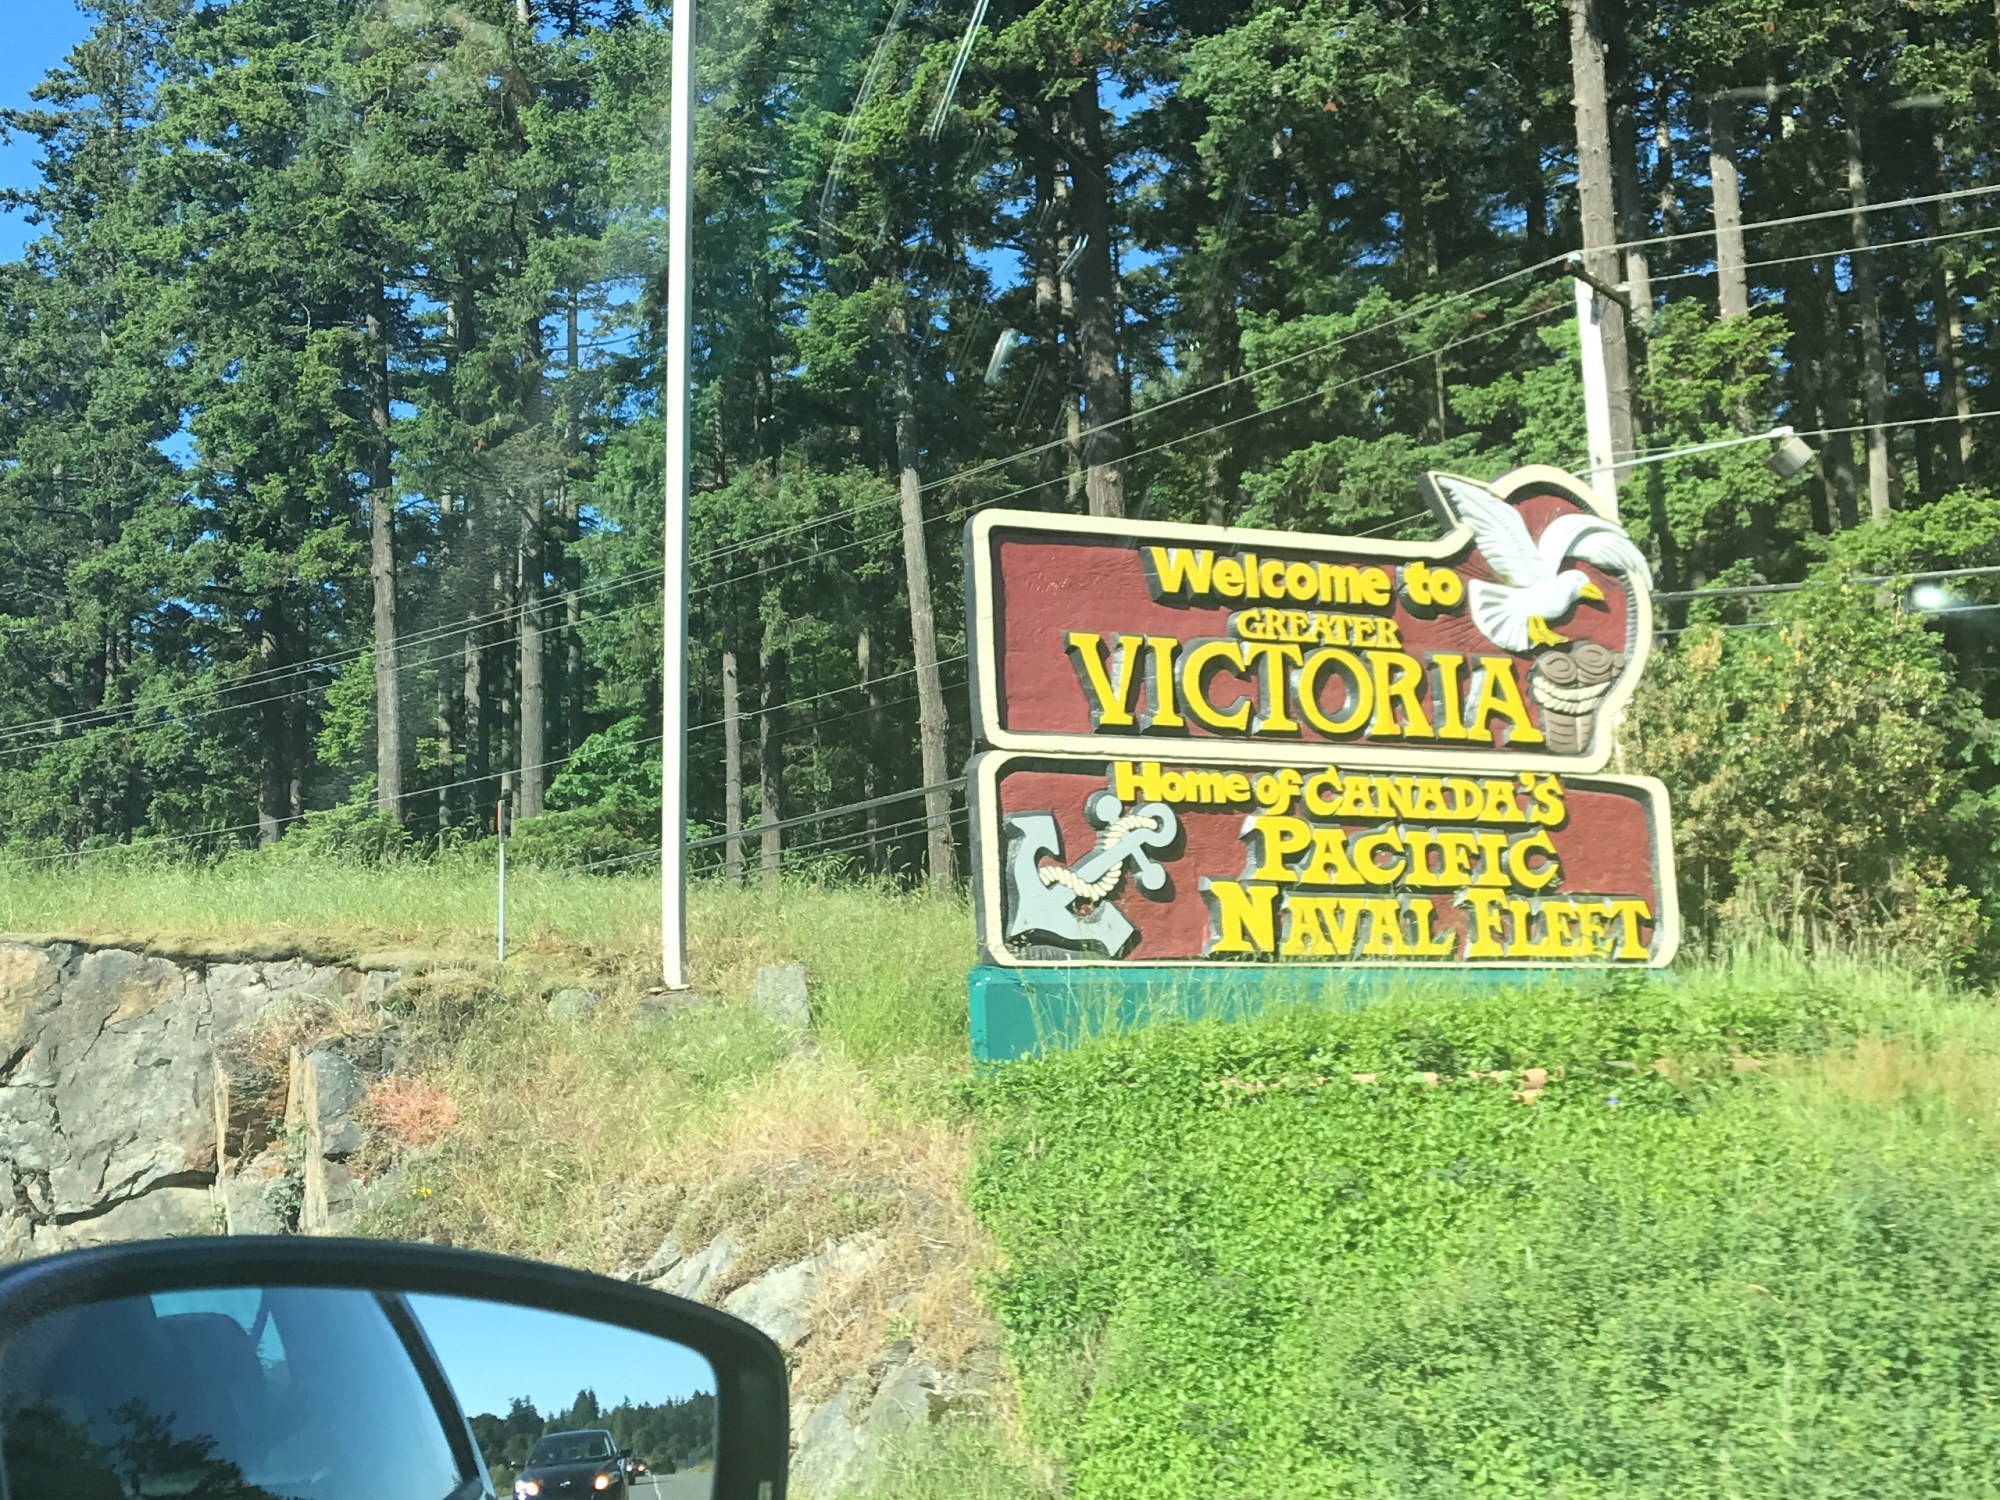 Welcome to
GREATER
VICTORIA
Home of CANADA'S
PACIFIC
NAVAL FLEET